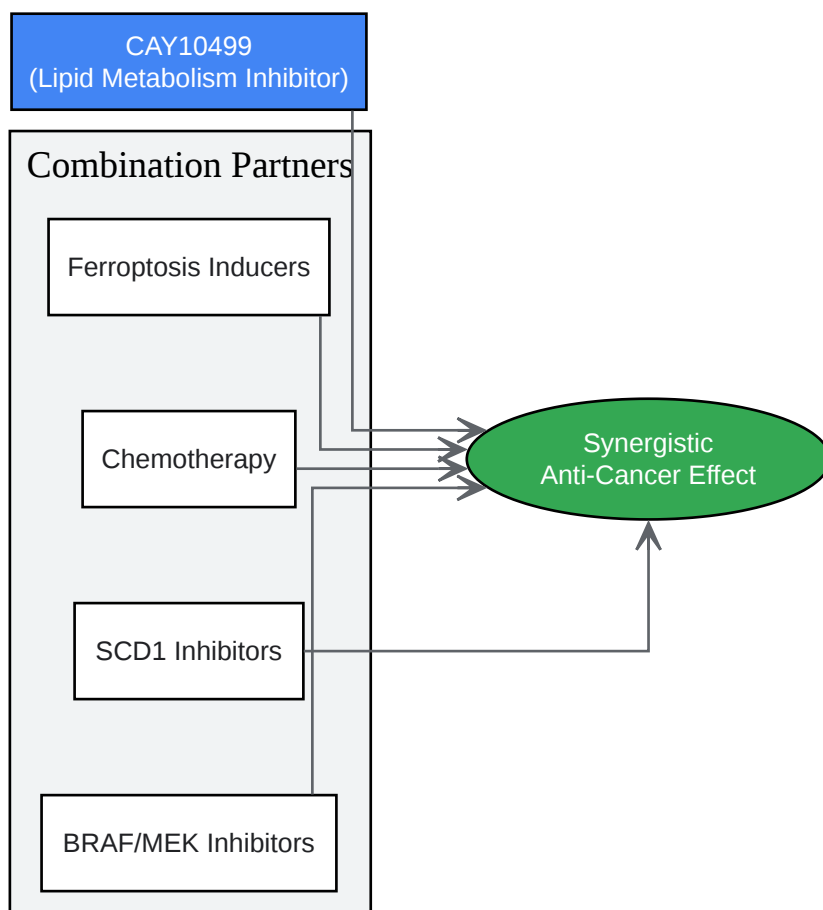 CAY10499
(Lipid Metabolism Inhibitor)
Combination Partners
Ferroptosis Inducers
Chemotherapy
Synergistic
Anti-Cancer Effect
SCD1 Inhibitors
BRAF/MEK Inhibitors